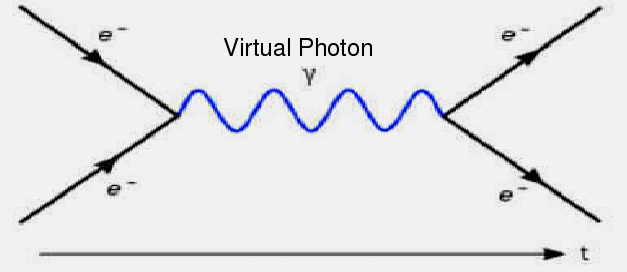 e⁻ e⁻
Virtual Photon
γ
e⁻ e⁻
t